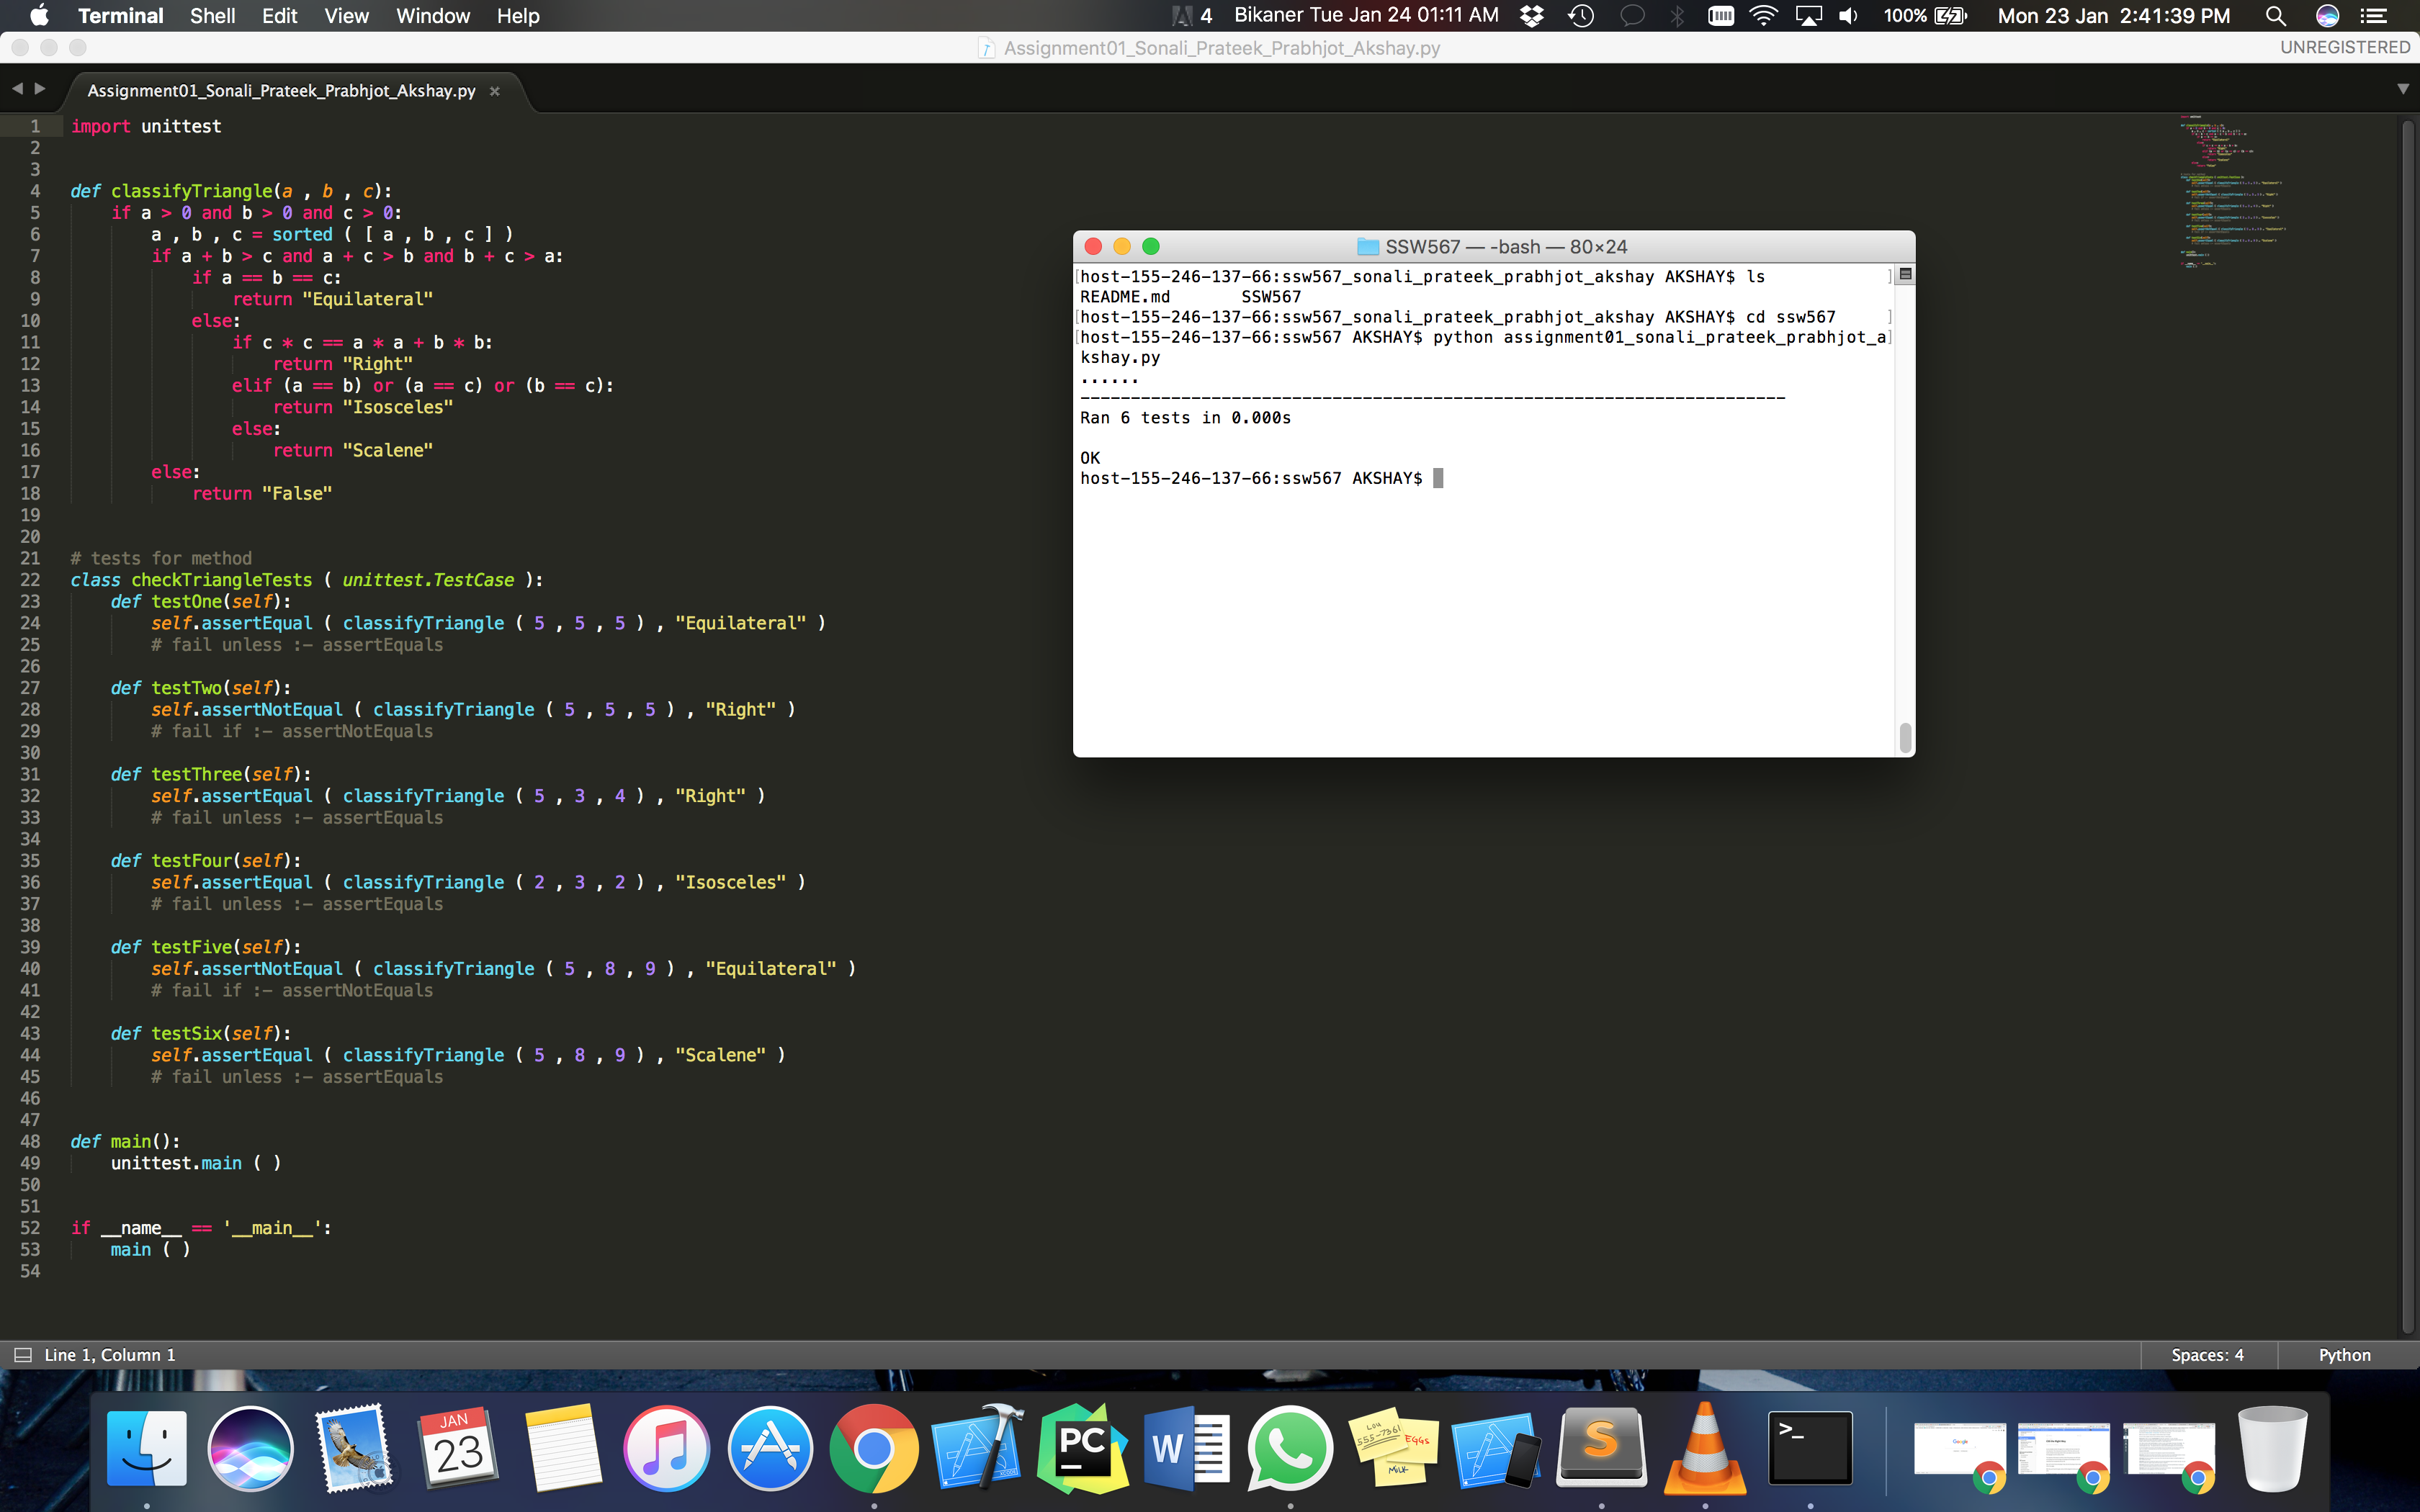 Terminal Shell Edit View Window Help 4 Bikaner Tue Jan 24 01:11 AM 100% Mon 23 Jan 2:41:39 PM
Assignment01_Sonali_Prateek_Prabhjot_Akshay.py UNREGISTERED
Assignment01_Sonali_Prateek_Prabhjot_Akshay.py ×
1 import unittest
2
3
4 def classifyTriangle(a , b , c):
5 if a > 0 and b > 0 and c > 0:
6 a , b , c = sorted ( [ a , b , c ] )
7 if a + b > c and a + c > b and b + c > a:
8 if a == b == c:
9 return "Equilateral"
10 else:
11 if c * c == a * a + b * b:
12 return "Right"
13 elif (a == b) or (a == c) or (b == c):
14 return "Isosceles"
15 else:
16 return "Scalene"
17 else:
18 return "False"
19
20
21 # tests for method
22 class checkTriangleTests ( unittest.TestCase ):
23 def testOne(self):
24 self.assertEqual ( classifyTriangle ( 5 , 5 , 5 ) , "Equilateral" )
25 # fail unless :- assertEquals
26
27 def testTwo(self):
28 self.assertNotEqual ( classifyTriangle ( 5 , 5 , 5 ) , "Right" )
29 # fail if :- assertNotEquals
30
31 def testThree(self):
32 self.assertEqual ( classifyTriangle ( 5 , 3 , 4 ) , "Right" )
33 # fail unless :- assertEquals
34
35 def testFour(self):
36 self.assertEqual ( classifyTriangle ( 2 , 3 , 2 ) , "Isosceles" )
37 # fail unless :- assertEquals
38
39 def testFive(self):
40 self.assertNotEqual ( classifyTriangle ( 5 , 8 , 9 ) , "Equilateral" )
41 # fail if :- assertNotEquals
42
43 def testSix(self):
44 self.assertEqual ( classifyTriangle ( 5 , 8 , 9 ) , "Scalene" )
45 # fail unless :- assertEquals
46
47
48 def main():
49 unittest.main ( )
50
51
52 if __name__ == '__main__':
53 main ( )
54
SSW567 — -bash — 80×24
[host-155-246-137-66:ssw567_sonali_prateek_prabhjot_akshay AKSHAY$ ls ]
README.md SSW567
[host-155-246-137-66:ssw567_sonali_prateek_prabhjot_akshay AKSHAY$ cd ssw567 ]
[host-155-246-137-66:ssw567 AKSHAY$ python assignment01_sonali_prateek_prabhjot_a]
kshay.py
......
----------------------------------------------------------------------
Ran 6 tests in 0.000s
OK
host-155-246-137-66:ssw567 AKSHAY$
Line 1, Column 1 Spaces: 4 Python
JAN
23
PC
W
LOU
555-7361
EGGS
MILK
S
>_
Google